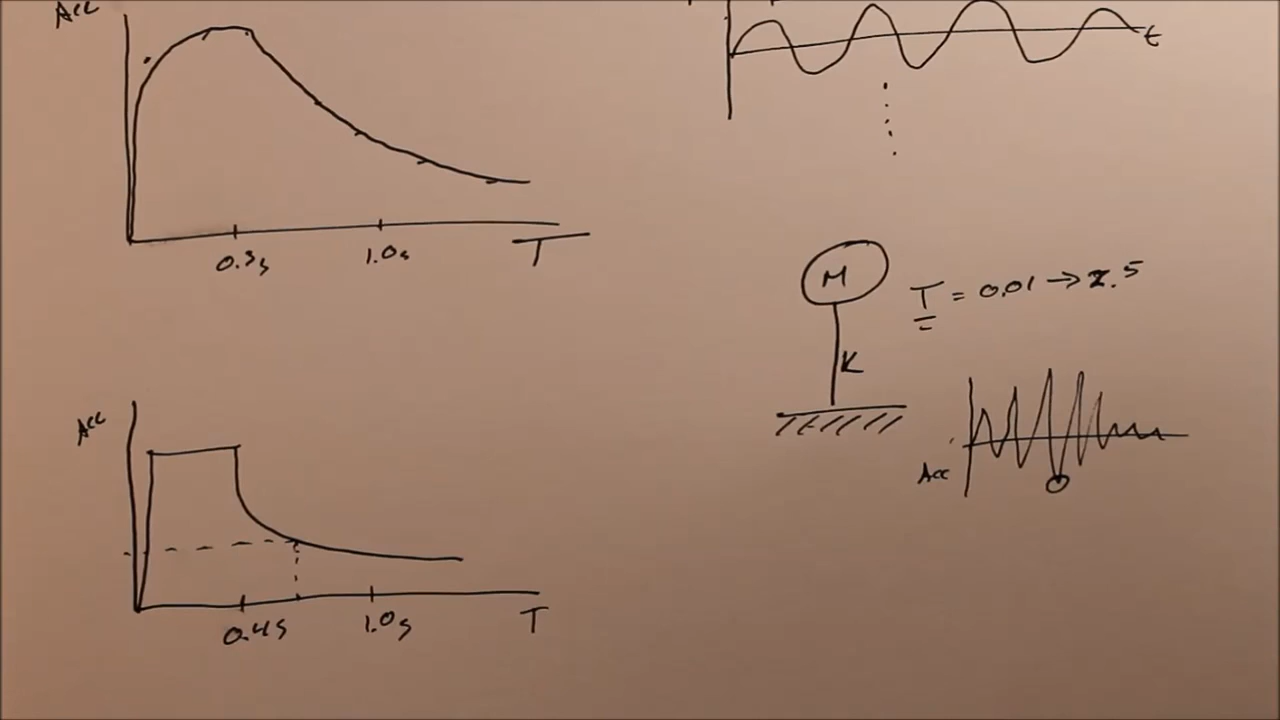 Acc
0.3s
1.0s
T
t
M
T = 0.01 → 2.5
K
Acc
Acc
0.4s
1.0s
T